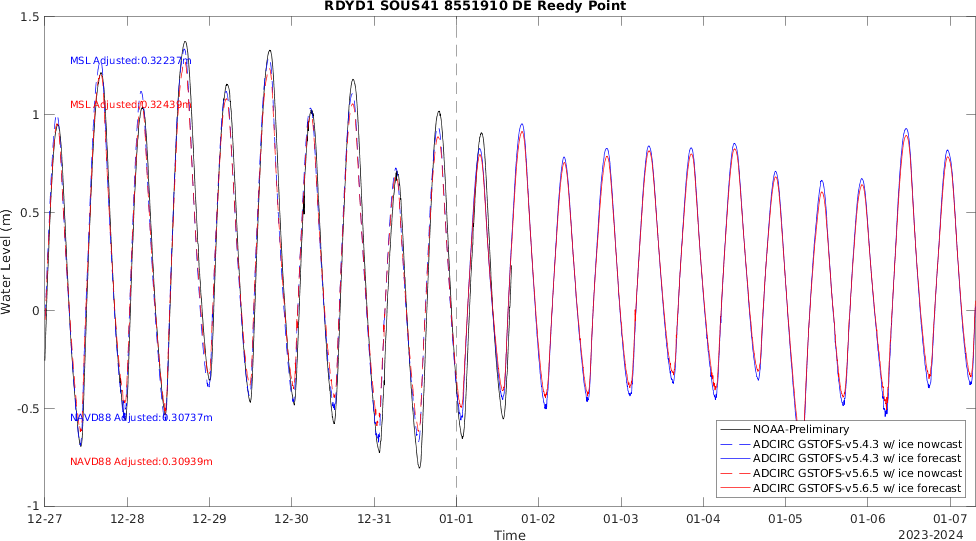 RDYD1 SOUS41 8551910 DE Reedy Point
1.5
1
0.5
0
-0.5
-1
Water Level (m)
MSL Adjusted:0.32237m
MSL Adjusted:0.32439m
NAVD88 Adjusted:0.30737m
NAVD88 Adjusted:0.30939m
NOAA-Preliminary
ADCIRC GSTOFS-v5.4.3 w/ ice nowcast
ADCIRC GSTOFS-v5.4.3 w/ ice forecast
ADCIRC GSTOFS-v5.6.5 w/ ice nowcast
ADCIRC GSTOFS-v5.6.5 w/ ice forecast
12-27 12-28 12-29 12-30 12-31 01-01 01-02 01-03 01-04 01-05 01-06 01-07
Time
2023-2024